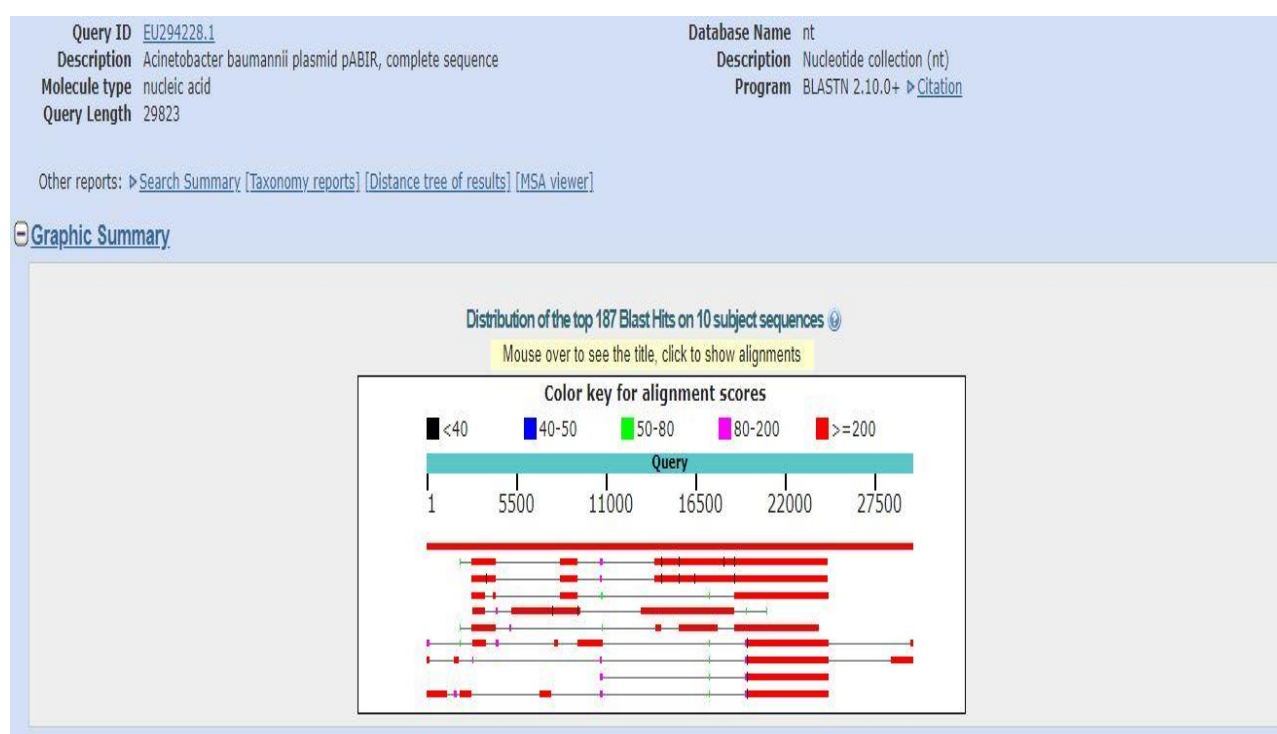 Query ID EU294228.1
Description Acinetobacter baumannii plasmid pABIR, complete sequence
Molecule type nucleic acid
Query Length 29823
Database Name nt
Description Nucleotide collection (nt)
Program BLASTN 2.10.0+ Citation
Other reports: Search Summary [Taxonomy reports] [Distance tree of results] [MSA viewer]
Graphic Summary
Distribution of the top 187 Blast Hits on 10 subject sequences
Mouse over to see the title, click to show alignments
Color key for alignment scores
<40 40-50 50-80 80-200 >=200
Query
1 5500 11000 16500 22000 27500